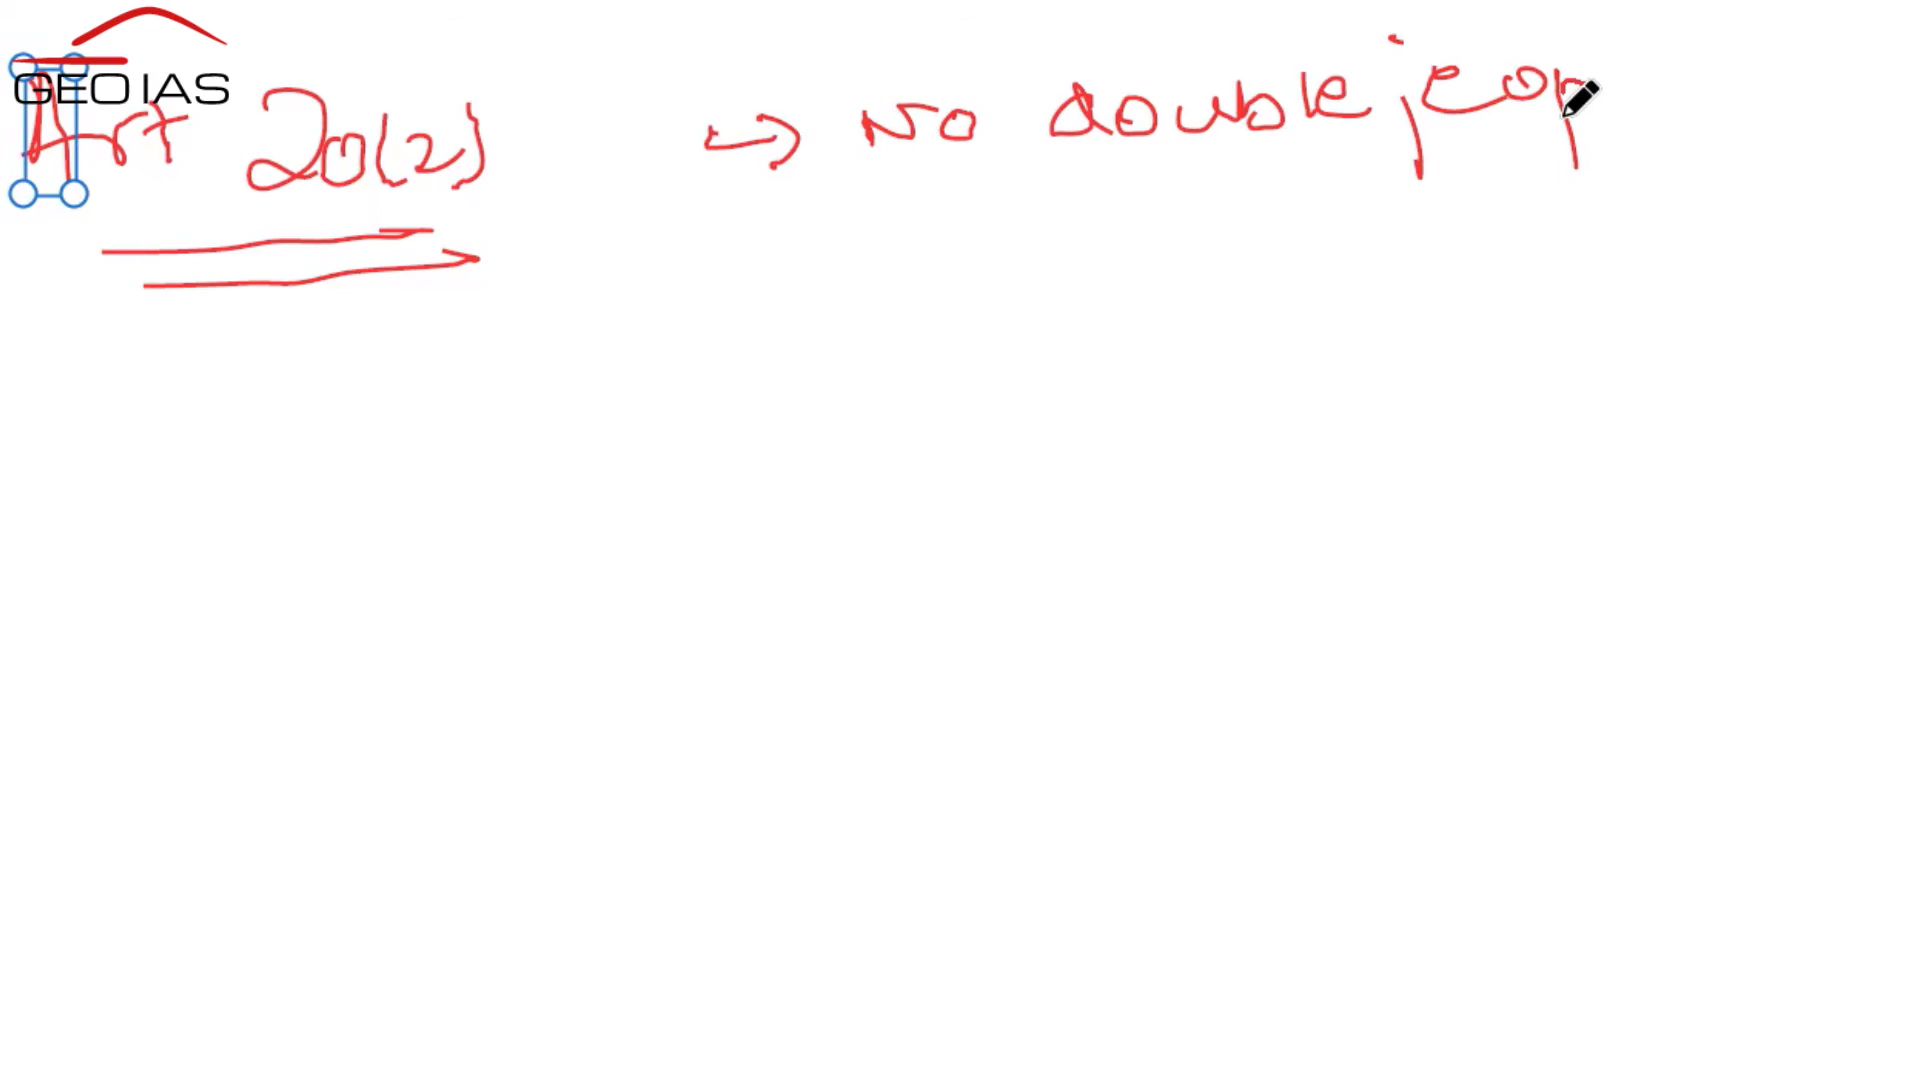 GEO IAS
Art 20(2) → No double jeop